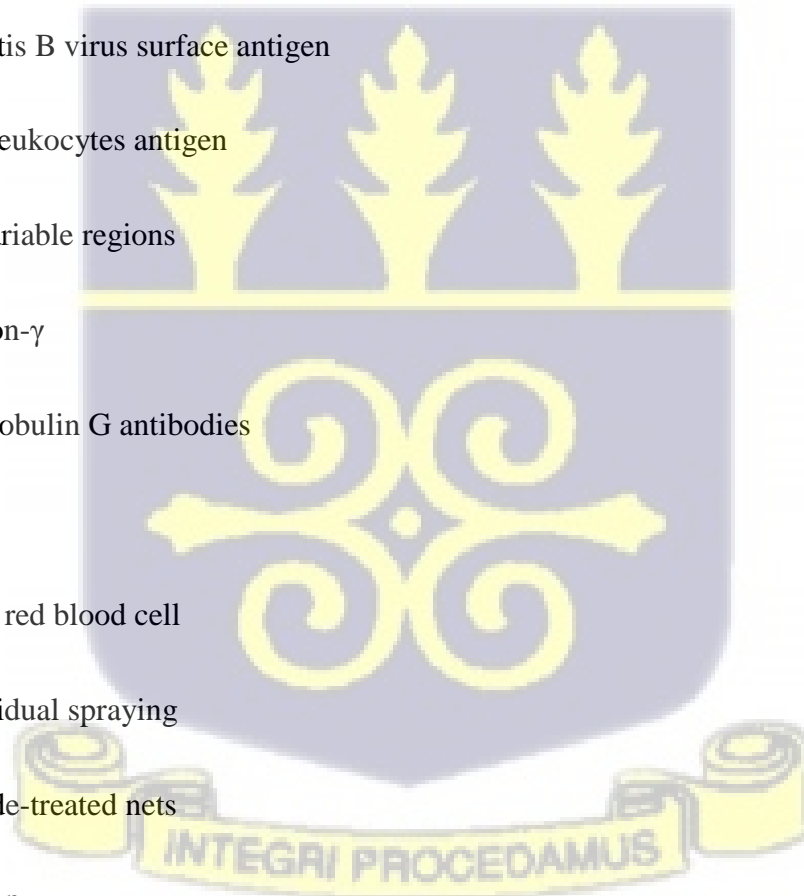 tis B virus surface antigen
eukocytes antigen
ariable regions
on-γ
obulin G antibodies
red blood cell
idual spraying
de-treated nets
INTEGRI PROCEDAMUS